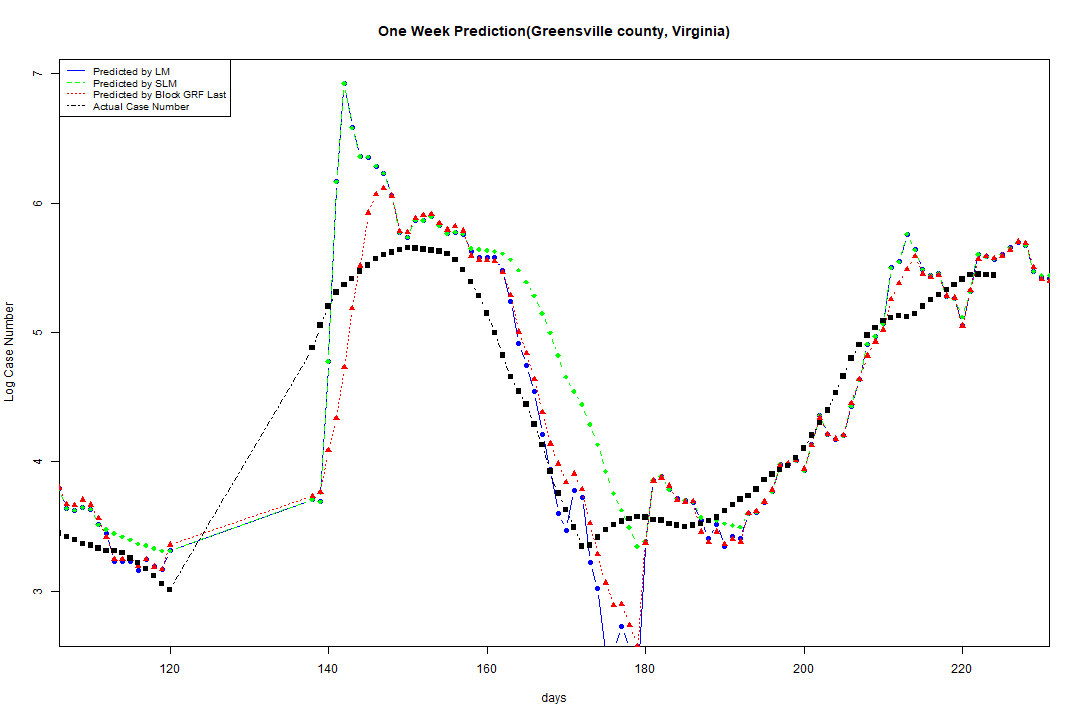 One Week Prediction(Greensville county, Virginia)
Predicted by LM
Predicted by SLM
Predicted by Block GRF Last
Actual Case Number
7
6
5
4
3
Log Case Number
120 140 160 180 200 220
days